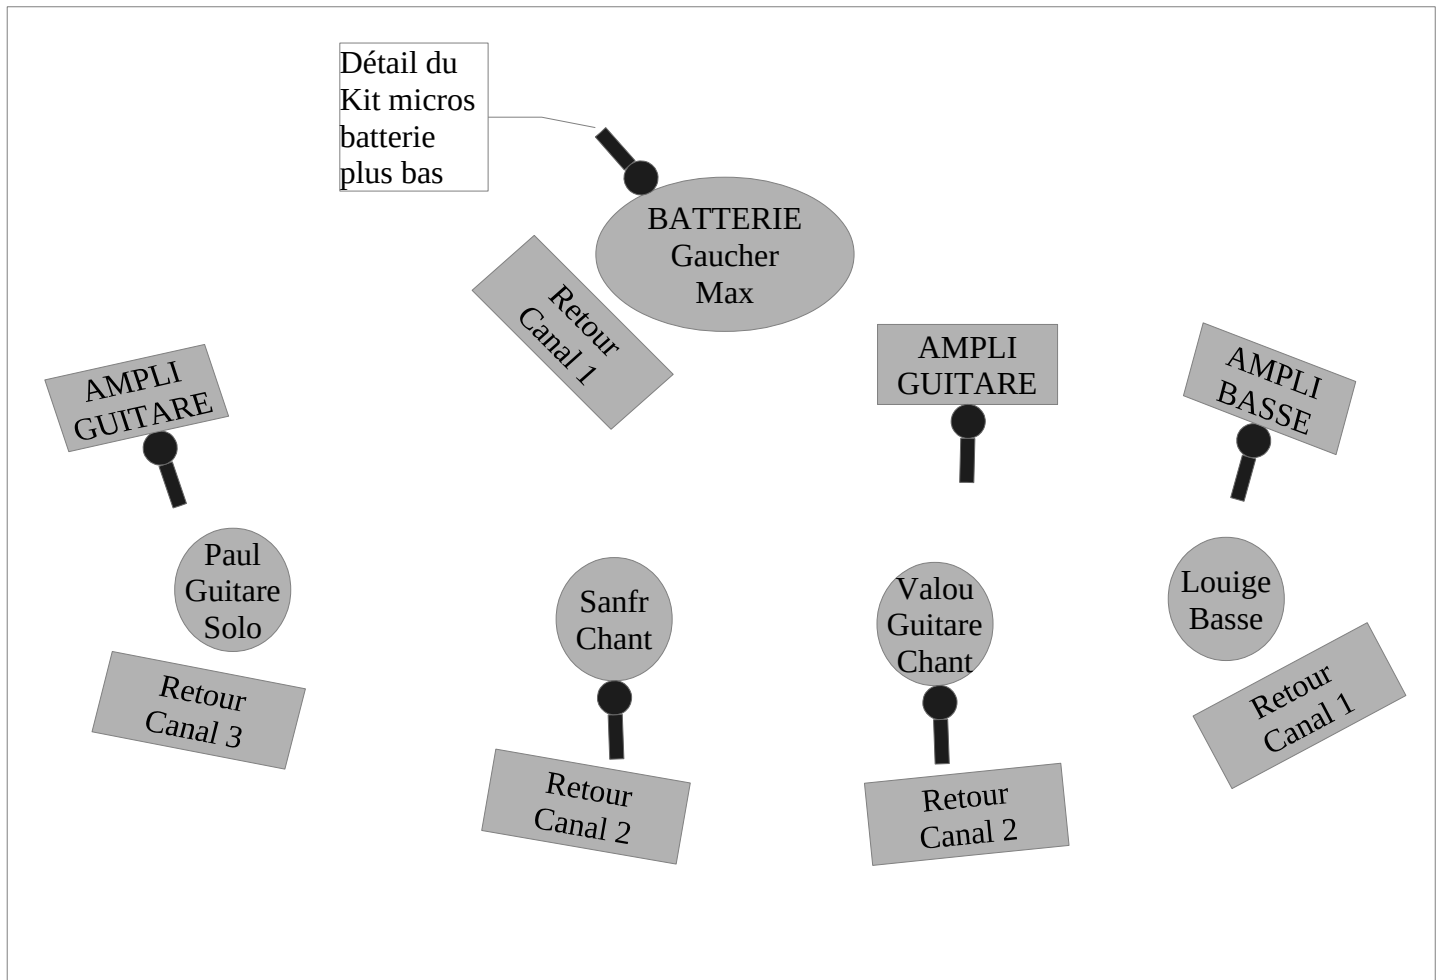 Détail du
Kit micros
batterie
plus bas
BATTERIE
Gaucher
Max
Retour
Canal 1
AMPLI
GUITARE
AMPLI
GUITARE
AMPLI
BASSE
Paul
Guitare
Solo
Sanfr
Chant
Valou
Guitare
Chant
Louige
Basse
Retour
Canal 3
Retour
Canal 2
Retour
Canal 2
Retour
Canal 1